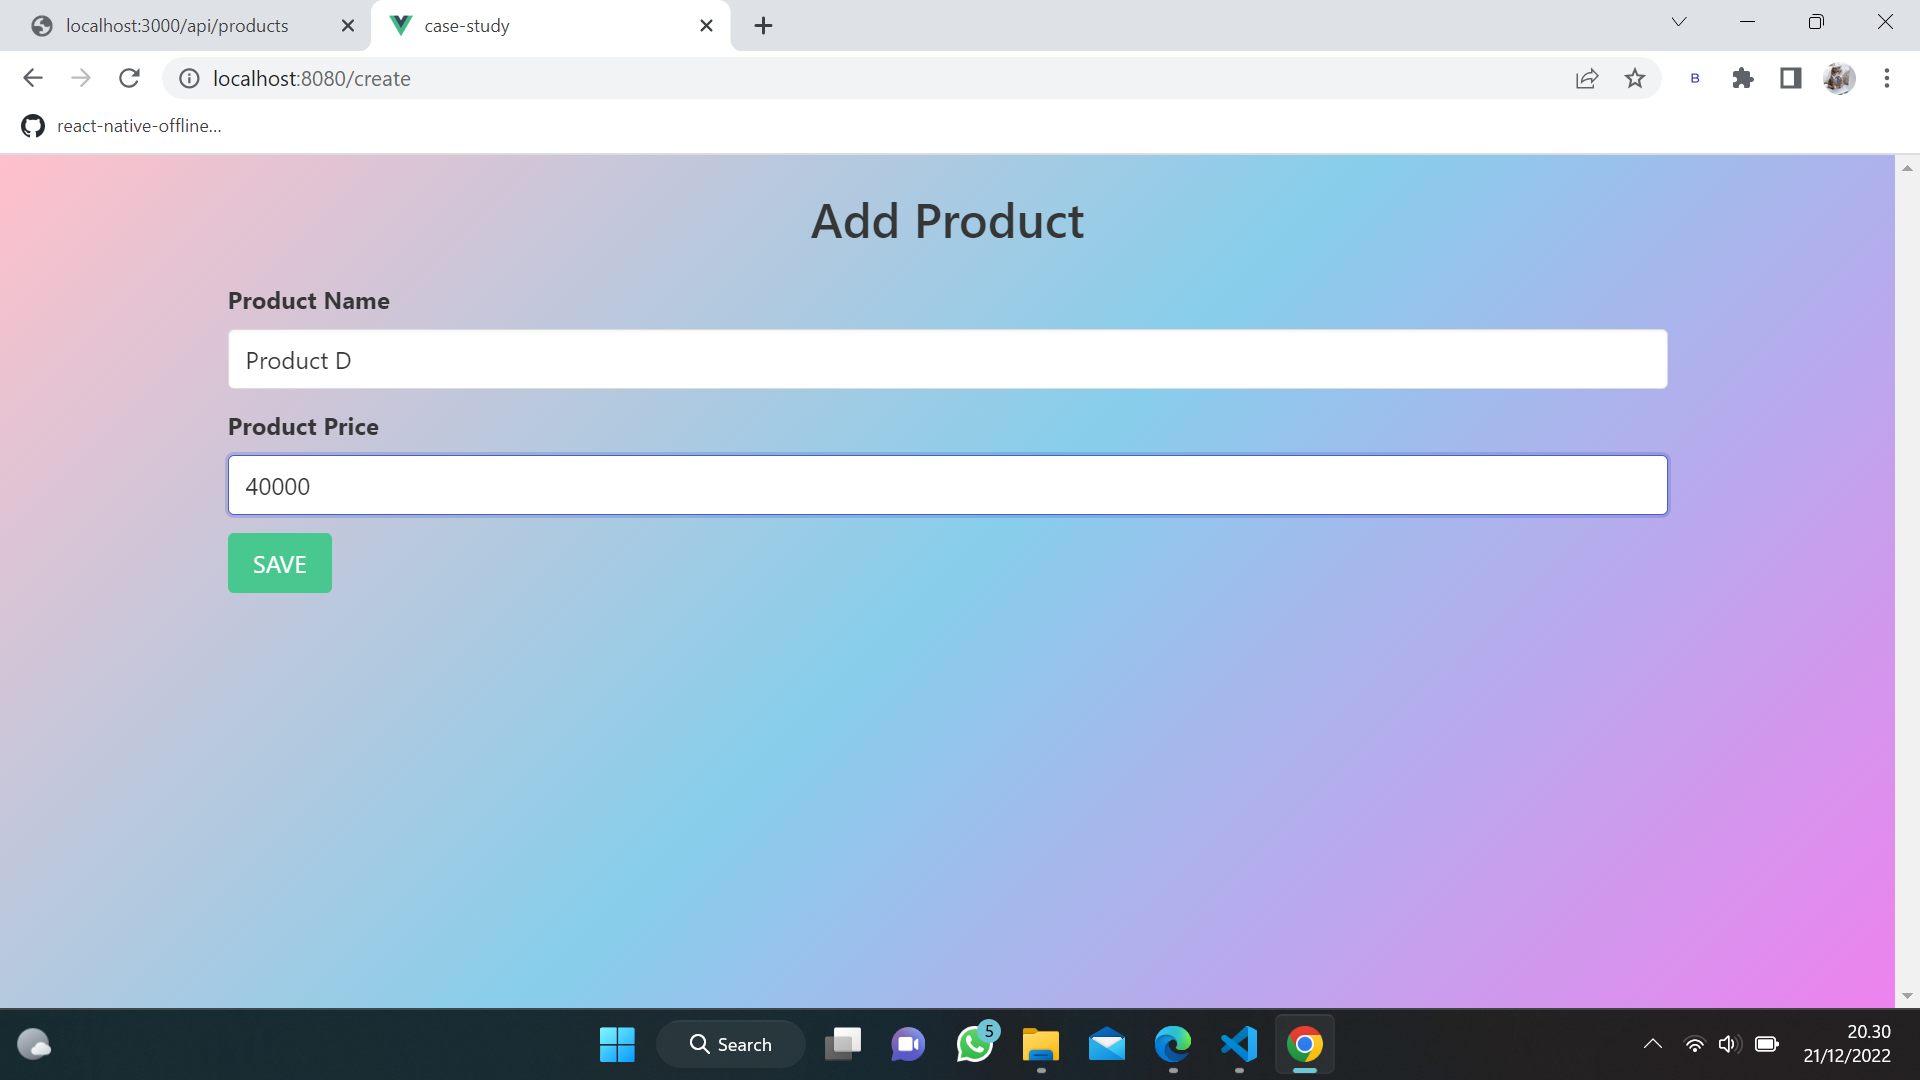 localhost:3000/api/products
case-study
localhost:8080/create
B
react-native-offline...
Add Product
Product Name
Product D
Product Price
40000
SAVE
Search
5
20.30
21/12/2022